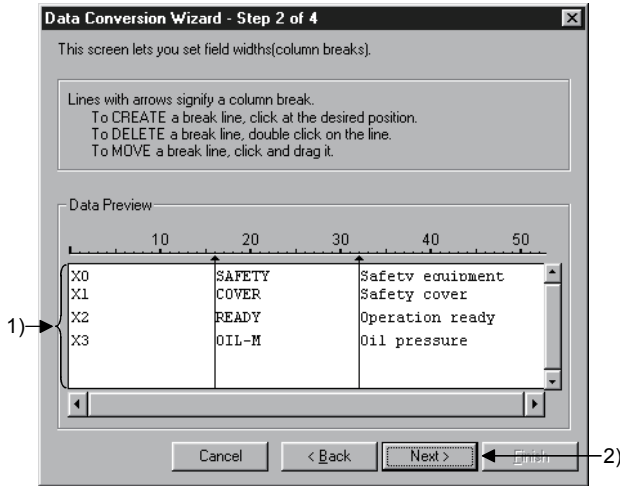 Data Conversion Wizard - Step 2 of 4
This screen lets you set field widths(column breaks).
Lines with arrows signify a column break.
To CREATE a break line, click at the desired position.
To DELETE a break line, double click on the line.
To MOVE a break line, click and drag it.
Data Preview
10 20 30 40 50
X0 SAFETY Safety equipment
X1 COVER Safety cover
X2 READY Operation ready
X3 OIL-M Oil pressure
1)
Cancel < Back Next > Finish
2)